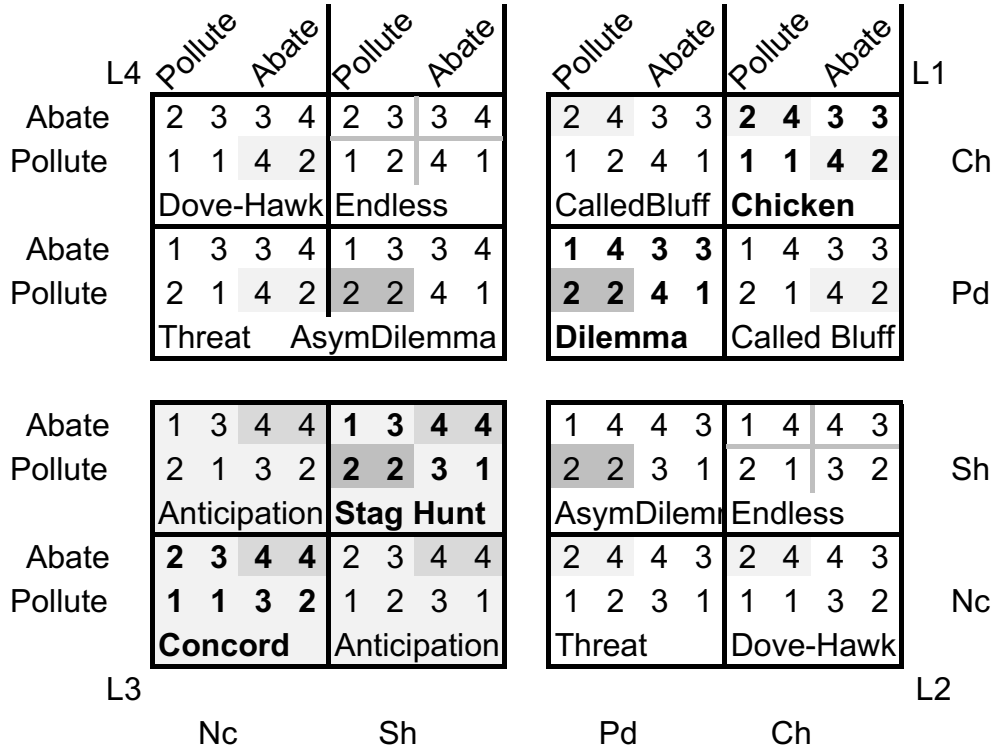 Pollute Abate Pollute Abate Pollute Abate Pollute Abate
L4 L1
Abate 2 3 3 4 2 3 3 4 2 4 3 3 2 4 3 3
Pollute 1 1 4 2 1 2 4 1 1 2 4 1 1 1 4 2 Ch
Dove-Hawk Endless CalledBluff Chicken
Abate 1 3 3 4 1 3 3 4 1 4 3 3 1 4 3 3
Pollute 2 1 4 2 2 2 4 1 2 2 4 1 2 1 4 2 Pd
Threat AsymDilemma Dilemma Called Bluff
Abate 1 3 4 4 1 3 4 4 1 4 4 3 1 4 4 3
Pollute 2 1 3 2 2 2 3 1 2 2 3 1 2 1 3 2 Sh
Anticipation Stag Hunt AsymDilemr Endless
Abate 2 3 4 4 2 3 4 4 2 4 4 3 2 4 4 3
Pollute 1 1 3 2 1 2 3 1 1 2 3 1 1 1 3 2 Nc
Concord Anticipation Threat Dove-Hawk
L3 L2
Nc Sh Pd Ch